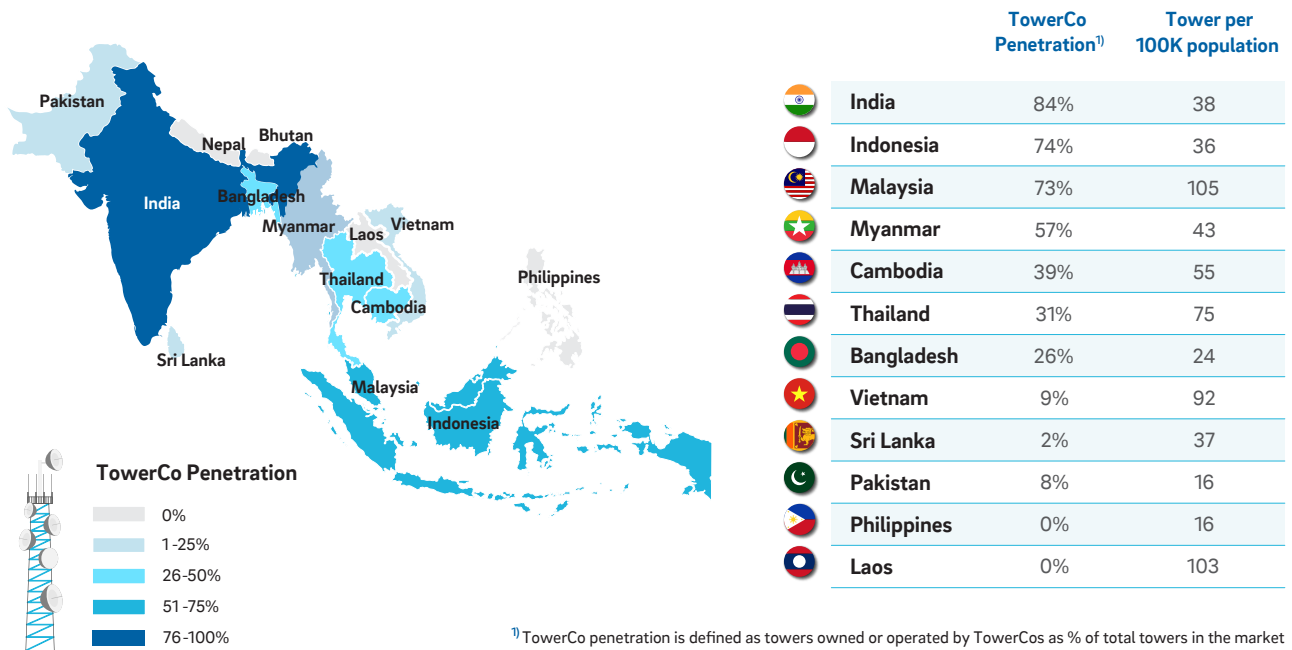 Pakistan
Nepal
Bhutan
India
Bangladesh
Myanmar
Laos
Vietnam
Thailand
Cambodia
Philippines
Sri Lanka
Malaysia
Indonesia
TowerCo Penetration
0%
1-25%
26-50%
51-75%
76-100%
TowerCo Penetration¹⁾ Tower per 100K population
India 84% 38
Indonesia 74% 36
Malaysia 73% 105
Myanmar 57% 43
Cambodia 39% 55
Thailand 31% 75
Bangladesh 26% 24
Vietnam 9% 92
Sri Lanka 2% 37
Pakistan 8% 16
Philippines 0% 16
Laos 0% 103
¹⁾ TowerCo penetration is defined as towers owned or operated by TowerCos as % of total towers in the market